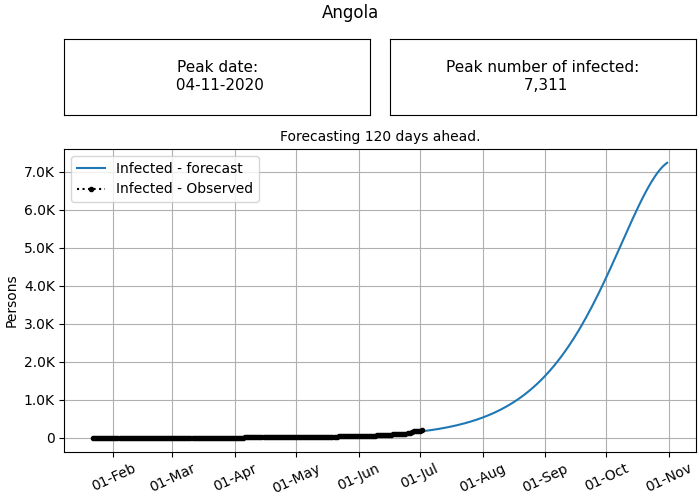 Angola
Peak date:
04-11-2020
Peak number of infected:
7,311
Forecasting 120 days ahead.
Infected - forecast
Infected - Observed
7.0K
6.0K
5.0K
4.0K
3.0K
2.0K
1.0K
0
Persons
01-Feb
01-Mar
01-Apr
01-May
01-Jun
01-Jul
01-Aug
01-Sep
01-Oct
01-Nov